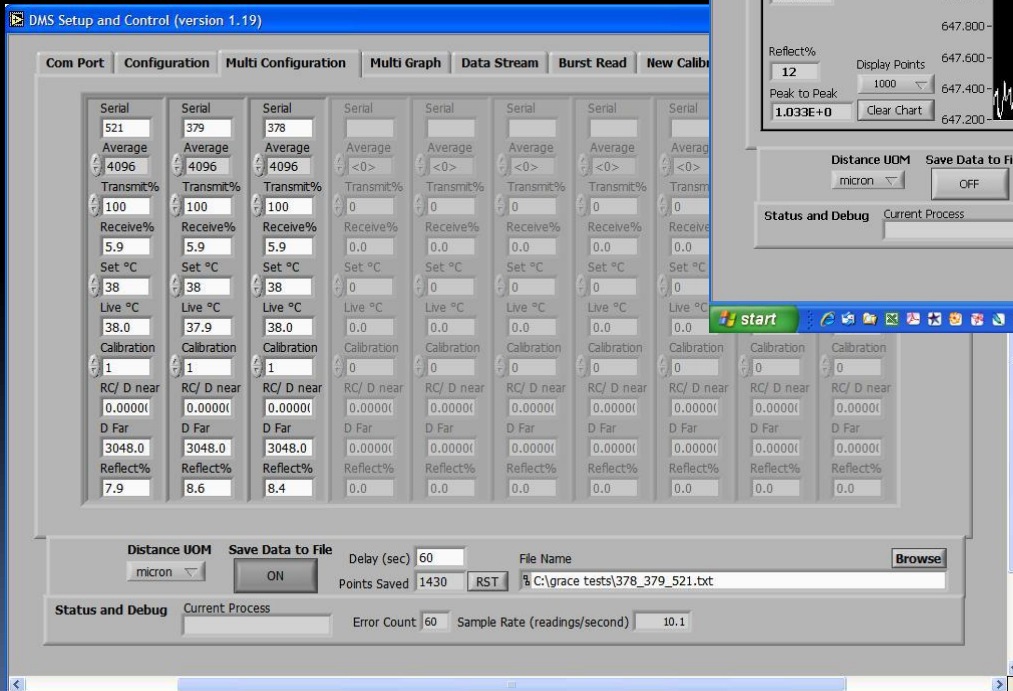 DMS Setup and Control (version 1.19)
Com Port Configuration Multi Configuration Multi Graph Data Stream Burst Read New Calibr
Serial Serial Serial Serial Serial Serial Serial Serial
521 379 378
Average Average Average Average Average Average Average Averag
4096 4096 4096 <0> <0> <0> <0> <0>
Transmit% Transmit% Transmit% Transmit% Transmit% Transmit% Transmit% Transm
100 100 100 0 0 0 0 0
Receive% Receive% Receive% Receive% Receive% Receive% Receive% Receive
5.9 5.9 5.9 0.0 0.0 0.0 0.0 0.0
Set °C Set °C Set °C Set °C Set °C Set °C Set °C Set °C
38 38 38 0 0 0 0 0
Live °C Live °C Live °C Live °C Live °C Live °C Live °C Live °C
38.0 37.9 38.0 0.0 0.0 0.0 0.0 0.0
Calibration Calibration Calibration Calibration Calibration Calibration Calibration Calibration Calibration Calibration
1 1 1 0 0 0 0 0 0 0
RC/ D near RC/ D near RC/ D near RC/ D near RC/ D near RC/ D near RC/ D near RC/ D near RC/ D near RC/ D near
0.0000( 0.0000( 0.0000( 0.0000( 0.0000( 0.0000( 0.0000( 0.0000( 0.0000( 0.0000(
D Far D Far D Far D Far D Far D Far D Far D Far D Far D Far
3048.0 3048.0 3048.0 0.0000( 0.0000( 0.0000( 0.0000( 0.0000( 0.0000( 0.0000(
Reflect% Reflect% Reflect% Reflect% Reflect% Reflect% Reflect% Reflect% Reflect% Reflect%
7.9 8.6 8.4 0.0 0.0 0.0 0.0 0.0 0.0 0.0
Distance UOM Save Data to File
micron ON
Delay (sec) 60 File Name Browse
Points Saved 1430 RST C:\grace tests\378_379_521.txt
Status and Debug Current Process
Error Count 60 Sample Rate (readings/second) 10.1
647.800
Reflect% 647.600
12 Display Points
1000 647.400
Peak to Peak
1.033E+0 Clear Chart 647.200
Distance UOM Save Data to Fi
micron OFF
Status and Debug Current Process
start